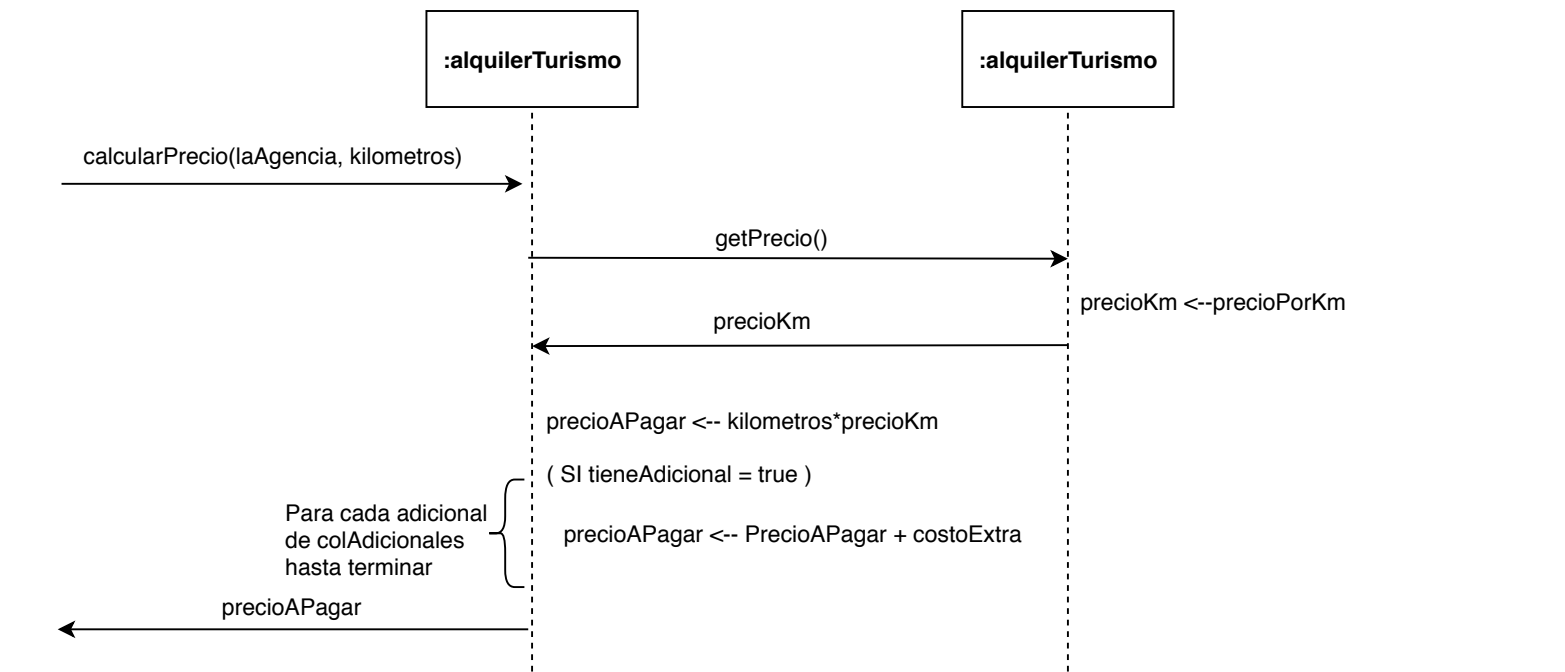 :alquilerTurismo
:alquilerTurismo
calcularPrecio(laAgencia, kilometros)
getPrecio()
precioKm <--precioPorKm
precioKm
precioAPagar <-- kilometros*precioKm
( SI tieneAdicional = true )
Para cada adicional
de colAdicionales
hasta terminar
precioAPagar <-- PrecioAPagar + costoExtra
precioAPagar